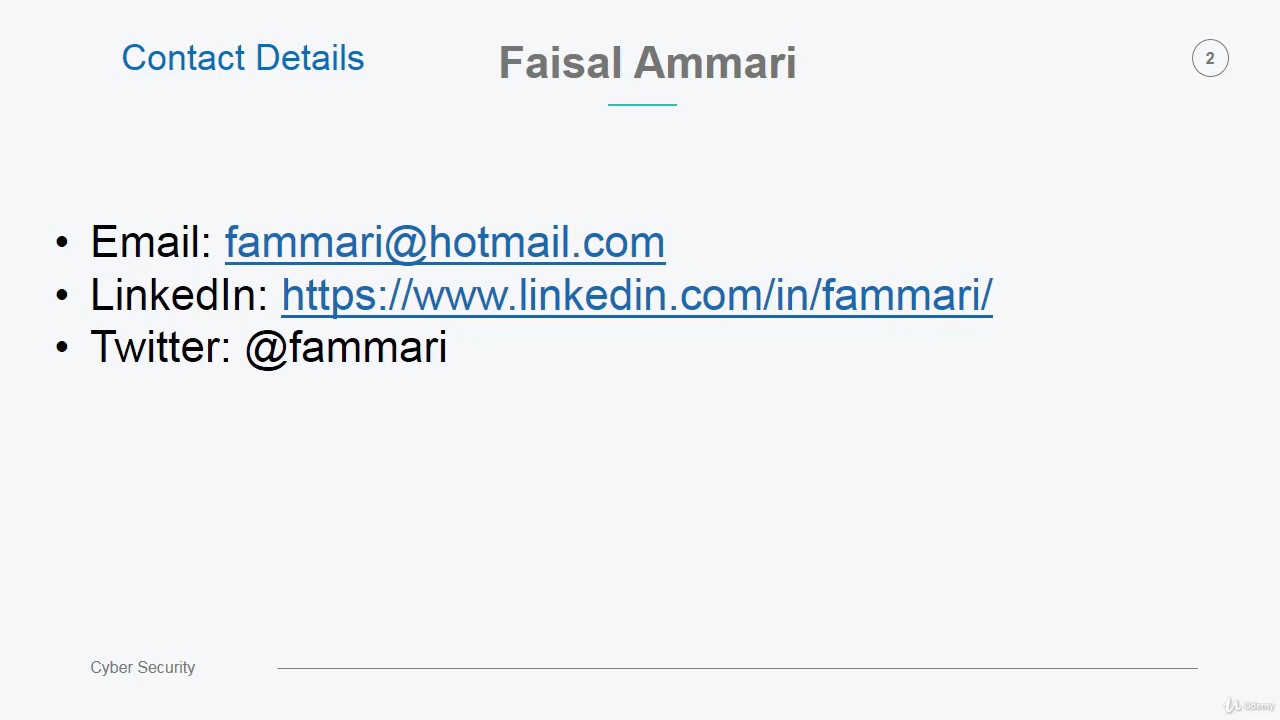 Contact Details
Faisal Ammari
2
• Email: fammari@hotmail.com
• LinkedIn: https://www.linkedin.com/in/fammari/
• Twitter: @fammari
Cyber Security
Udemy